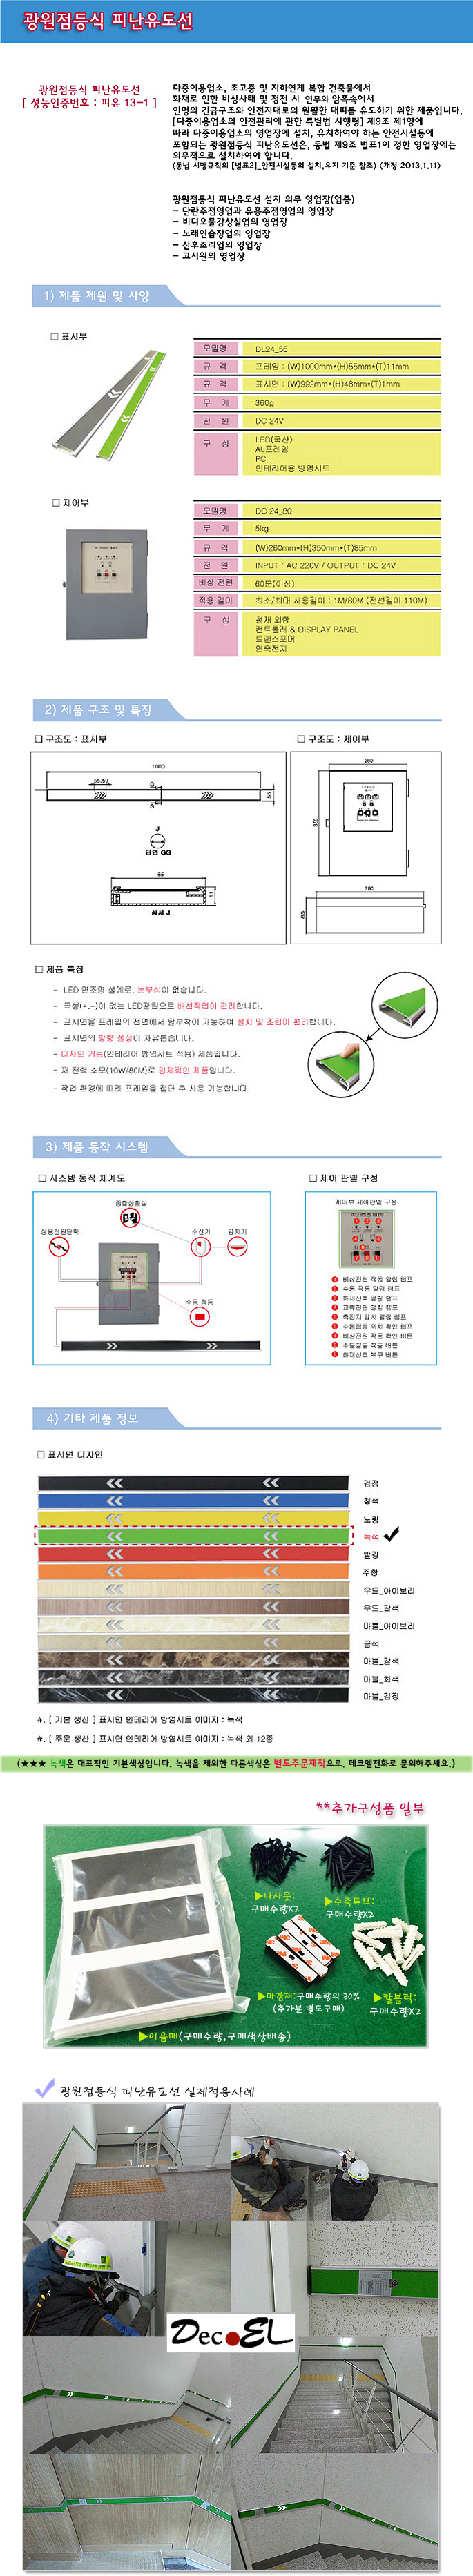 광원점등식 피난유도선
광원점등식 피난유도선
[ 성능인증번호 : 피유 13-1 ]
다중이용업소, 초고층 및 지하연계 복합 건축물에서
화재로 인한 비상사태 및 정전 시 연무와 암흑속에서
인명의 긴급구조와 안전지대로의 원활한 대피를 유도하기 위한 제품입니다.
[다중이용업소의 안전관리에 관한 특별법 시행령] 제9조 제1항에
따라 다중이용업소의 영업장에 설치, 유지하여야 하는 안전시설등에
포함되는 광원점등식 피난유도선은, 동법 제9조 별표1이 정한 영업장에는
의무적으로 설치하여야 합니다.
(동법 시행규칙의 [별표2]_안전시설등의 설치,유지 기준 참조) <개정 2013.1.11>
광원점등식 피난유도선 설치 의무 영업장(업종)
- 단란주점영업과 유흥주점영업의 영업장
- 비디오물감상실업의 영업장
- 노래연습장업의 영업장
- 산후조리업의 영업장
- 고시원의 영업장
1) 제품 제원 및 사양
□ 표시부
모델명 DL24_55
규 격 프레임 : (W)1000mm*(H)55mm*(T)11mm
규 격 표시면 : (W)992mm*(H)48mm*(T)1mm
무 게 360g
전 원 DC 24V
구 성 LED(국산)
AL프레임
PC
인테리어용 방염시트
□ 제어부
모델명 DC 24_80
무 게 5kg
규 격 (W)260mm*(H)350mm*(T)85mm
전 원 INPUT : AC 220V / OUTPUT : DC 24V
비상 전원 60분(이상)
적용 길이 최소/최대 사용길이 : 1M/80M (전선길이 110M)
구 성 철재 외함
컨트롤러 & DISPLAY PANEL
트랜스포머
연축전지
2) 제품 구조 및 특징
□ 구조도 : 표시부
1000
55.59
g
g
55
J
단면 GG
55
11
상세 J
□ 구조도 : 제어부
260
350
260
85
□ 제품 특징
- LED 면조명 설계로, 눈부심이 없습니다.
- 극성(+,-)이 없는 LED광원으로 배선작업이 편리합니다.
- 표시면을 프레임의 전면에서 탈부착이 가능하여 설치 및 조립이 편리합니다.
- 표시면의 방향 설정이 자유롭습니다.
- 디자인 기능(인테리어 방염시트 적용) 제품입니다.
- 저 전력 소모(10W/80M)로 경제적인 제품입니다.
- 작업 환경에 따라 프레임을 절단 후 사용 가능합니다.
3) 제품 동작 시스템
□ 시스템 동작 체계도
종합상황실
상용전원단락
수신기
감지기
수동 점등
□ 제어 판넬 구성
제어부 제어판넬 구성
1 비상전원 작동 알림 램프
2 수동 작동 알림 램프
3 화재신호 알림 램프
4 교류전원 알림 램프
5 축전지 감시 알림 램프
6 수동점등 위치 확인 램프
7 비상전원 작동 확인 버튼
8 수동점등 작동 버튼
9 화재신호 복구 버튼
4) 기타 제품 정보
□ 표시면 디자인
검정
청색
노랑
녹색
빨강
주황
우드_아이보리
우드_갈색
마블_아이보리
금색
마블_갈색
마블_회색
마블_검정
#. [ 기본 생산 ] 표시면 인테리어 방염시트 이미지 : 녹색
#. [ 주문 생산 ] 표시면 인테리어 방염시트 이미지 : 녹색 외 12종
(★★★ 녹색은 대표적인 기본색상입니다. 녹색을 제외한 다른색상은 별도주문제작으로, 데코엘전화로 문의해주세요.)
**추가구성품 일부
▶나사못:
구매수량X2
▶수축튜브:
구매수량X2
▶마감재:구매수량의 30%
(추가분 별도구매)
▶칼블럭:
구매수량X2
▶이음매(구매수량,구매색상배송)
광원점등식 피난유도선 실제적용사례
DecoEL